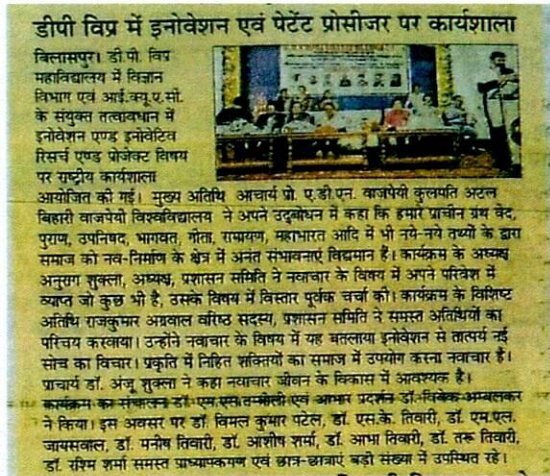 डीपी विप्र में इनोवेशन एवं पेटेंट प्रोसीजर पर कार्यशाला
बिलासपुर। डी.पी. विप्र
महाविद्यालय में विज्ञान
विभाग एवं आई.क्यू.ए.सी.
के संयुक्त तत्वावधान में
इनोवेशन एण्ड इनोवेटिव
रिसर्च एण्ड प्रोजेक्ट विषय
पर राष्ट्रीय कार्यशाला
आयोजित की गई। मुख्य अतिथि आचार्य प्रो. ए.डी.एन. वाजपेयी कुलपति अटल
बिहारी वाजपेयी विश्वविद्यालय ने अपने उद्बोधन में कहा कि हमारे प्राचीन ग्रंथ वेद,
पुराण, उपनिषद, भागवत, गीता, रामायण, महाभारत आदि में भी नये-नये तथ्यों के द्वारा
समाज को नव-निर्माण के क्षेत्र में अनंत संभावनाएं विद्यमान हैं। कार्यक्रम के अध्यक्ष
अनुराग शुक्ला, अध्यक्ष, प्रशासन समिति ने नवाचार के विषय में अपने परिवेश में
व्याप्त जो कुछ भी है, उसके विषय में विस्तार पूर्वक चर्चा की। कार्यक्रम के विशिष्ट
अतिथि राजकुमार अग्रवाल वरिष्ठ सदस्य, प्रशासन समिति ने समस्त अतिथियों का
परिचय करवाया। उन्होंने नवाचार के विषय में यह बतलाया इनोवेशन से तात्पर्य नई
सोच का विचार। प्रकृति में निहित शक्तियों का समाज में उपयोग करना नवाचार है।
प्राचार्य डॉ. अंजू शुक्ला ने कहा नवाचार जीवन के विकास में आवश्यक है।
कार्यक्रम का संचालन डॉ. एम.एस.तम्बोली एवं आभार प्रदर्शन डॉ. विवेक अम्बलकर
ने किया। इस अवसर पर डॉ. विमल कुमार पटेल, डॉ. एस.के. तिवारी, डॉ. एम.एल.
जायसवाल, डॉ. मनीष तिवारी, डॉ. आशीष शर्मा, डॉ. आभा तिवारी, डॉ. तरू तिवारी,
डॉ. रश्मि शर्मा समस्त प्राध्यापकगण एवं छात्र-छात्राएं बड़ी संख्या में उपस्थित रहे।